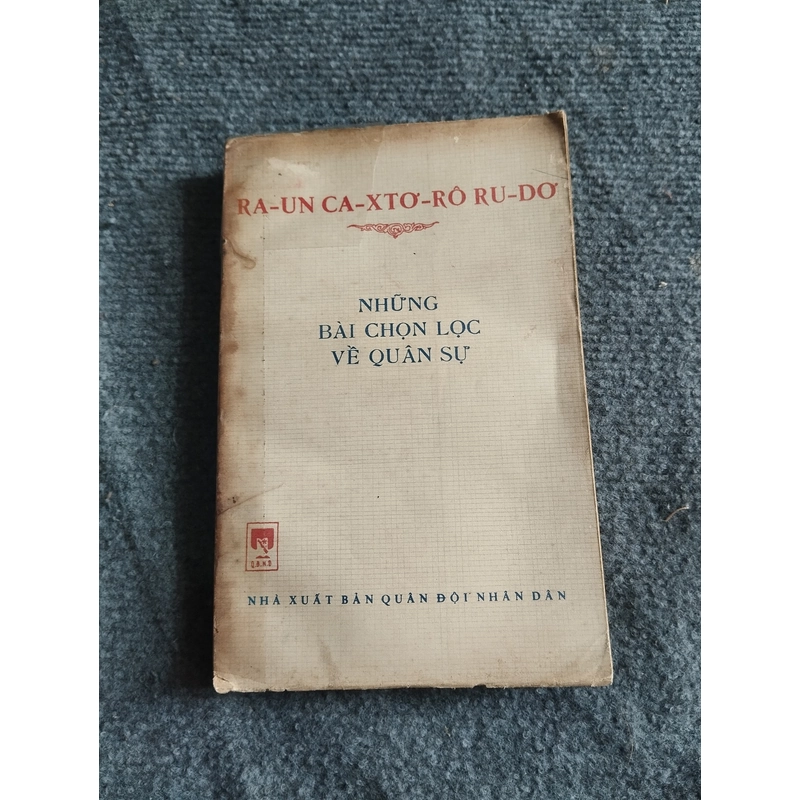 RA-UN CA-XTƠ-RÔ RU-DƠ
NHỮNG
BÀI CHỌN LỌC
VỀ QUÂN SỰ
Q.Đ.N.D
NHÀ XUẤT BẢN QUÂN ĐỘI NHÂN DÂN